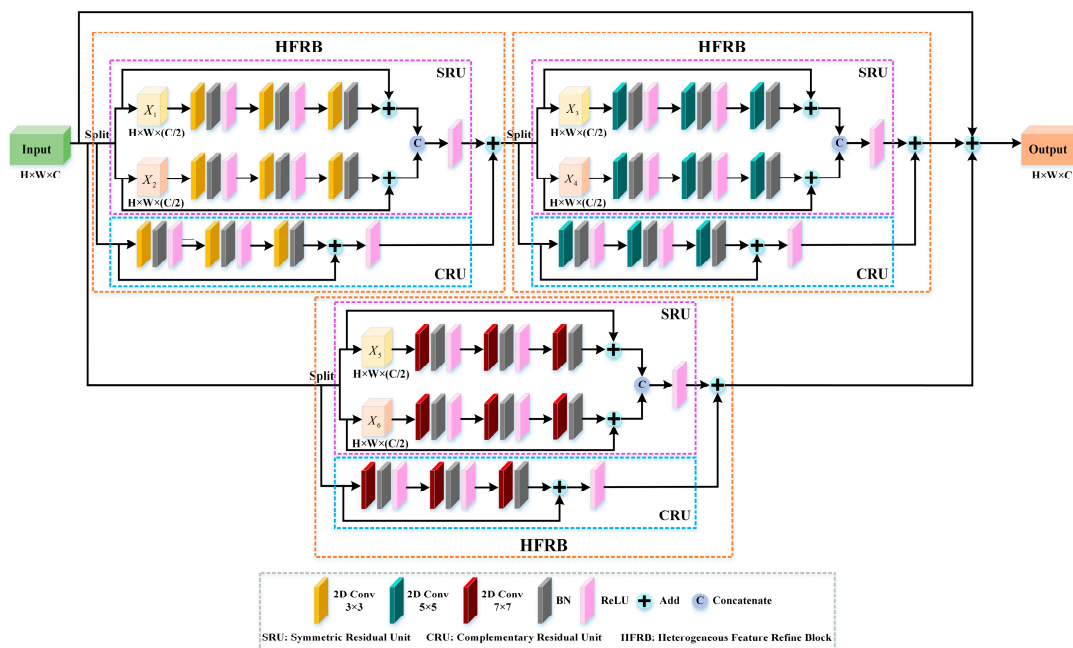 HFRB
HFRB
SRU
SRU
Split
X₁
H×W×(C/2)
Split
X₃
H×W×(C/2)
Input
H×W×C
C
C
Output
H×W×C
X₂
H×W×(C/2)
X₄
H×W×(C/2)
CRU
CRU
SRU
Split
X₅
H×W×(C/2)
C
X₆
H×W×(C/2)
CRU
HFRB
2D Conv
3×3
2D Conv
5×5
2D Conv
7×7
BN
ReLU
Add
C
Concatenate
SRU: Symmetric Residual Unit
CRU: Complementary Residual Unit
HFRB: Heterogeneous Feature Refine Block